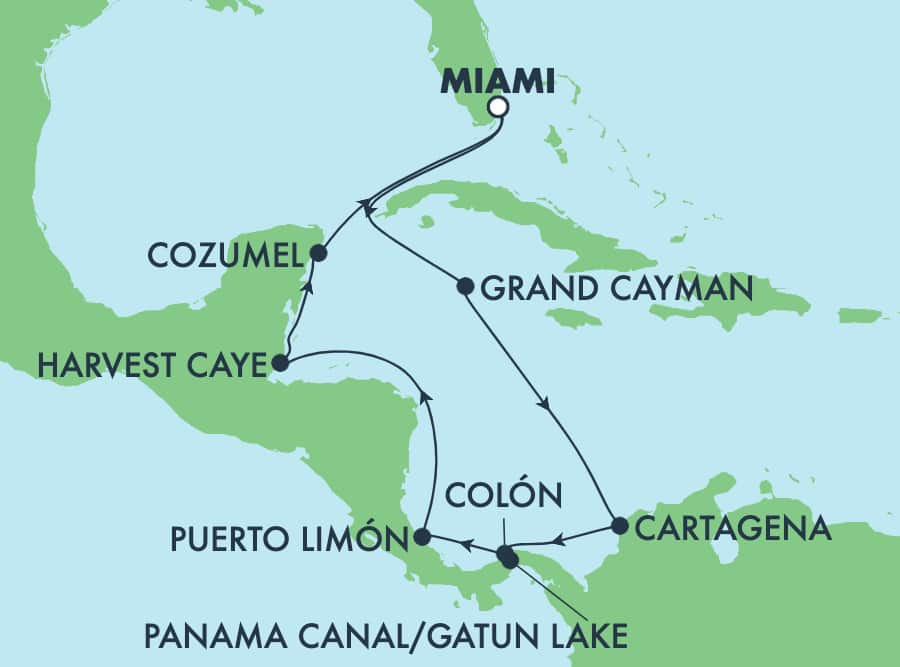 MIAMI
COZUMEL
GRAND CAYMAN
HARVEST CAYE
COLÓN
CARTAGENA
PUERTO LIMÓN
PANAMA CANAL/GATUN LAKE